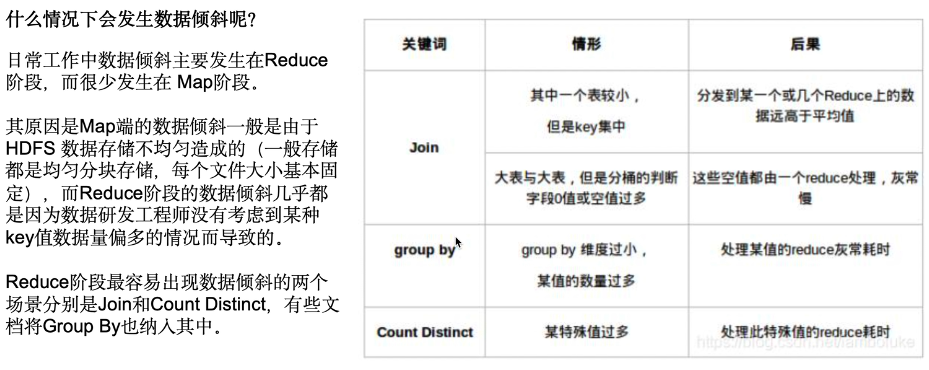 什么情况下会发生数据倾斜呢？
日常工作中数据倾斜主要发生在Reduce
阶段，而很少发生在 Map阶段。
其原因是Map端的数据倾斜一般是由于
HDFS 数据存储不均匀造成的（一般存储
都是均匀分块存储，每个文件大小基本固
定），而Reduce阶段的数据倾斜几乎都
是因为数据研发工程师没有考虑到某种
key值数据量偏多的情况而导致的。
Reduce阶段最容易出现数据倾斜的两个
场景分别是Join和Count Distinct，有些文
档将Group By也纳入其中。
关键词
情形
后果
Join
其中一个表较小，
但是key集中
分发到某一个或几个Reduce上的数
据远高于平均值
大表与大表，但是分桶的判断
字段0值或空值过多
这些空值都由一个reduce处理，灰常
慢
group by
group by 维度过小，
某值的数量过多
处理某值的reduce灰常耗时
Count Distinct
某特殊值过多
处理此特殊值的reduce耗时